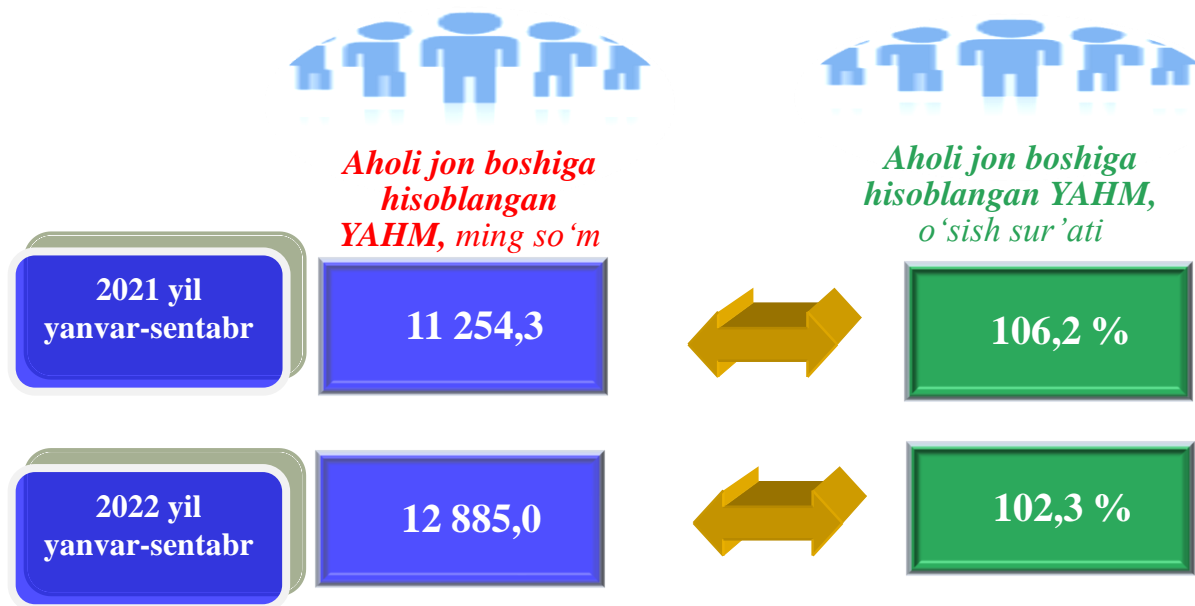 Aholi jon boshiga
hisoblangan
YAHM, ming so‘m
Aholi jon boshiga
hisoblangan YAHM,
o‘sish sur’ati
2021 yil
yanvar-sentabr
11 254,3
106,2 %
2022 yil
yanvar-sentabr
12 885,0
102,3 %